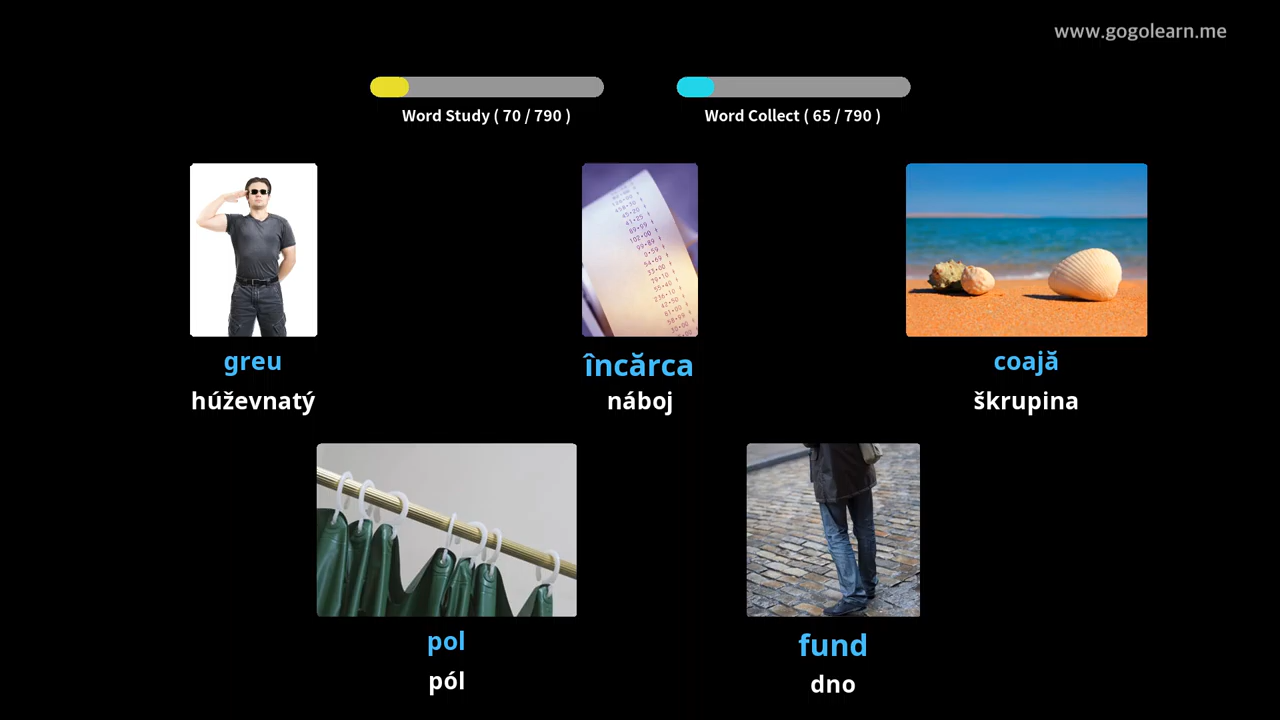 www.gogolearn.me
Word Study ( 70 / 790 )
Word Collect ( 65 / 790 )
greu
húževnatý
încărca
náboj
coajă
škrupina
pol
pól
fund
dno